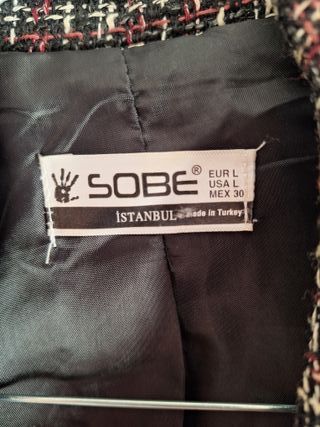 SOBE®
EUR L
USA L
MEX 30
İSTANBUL made in Turkey